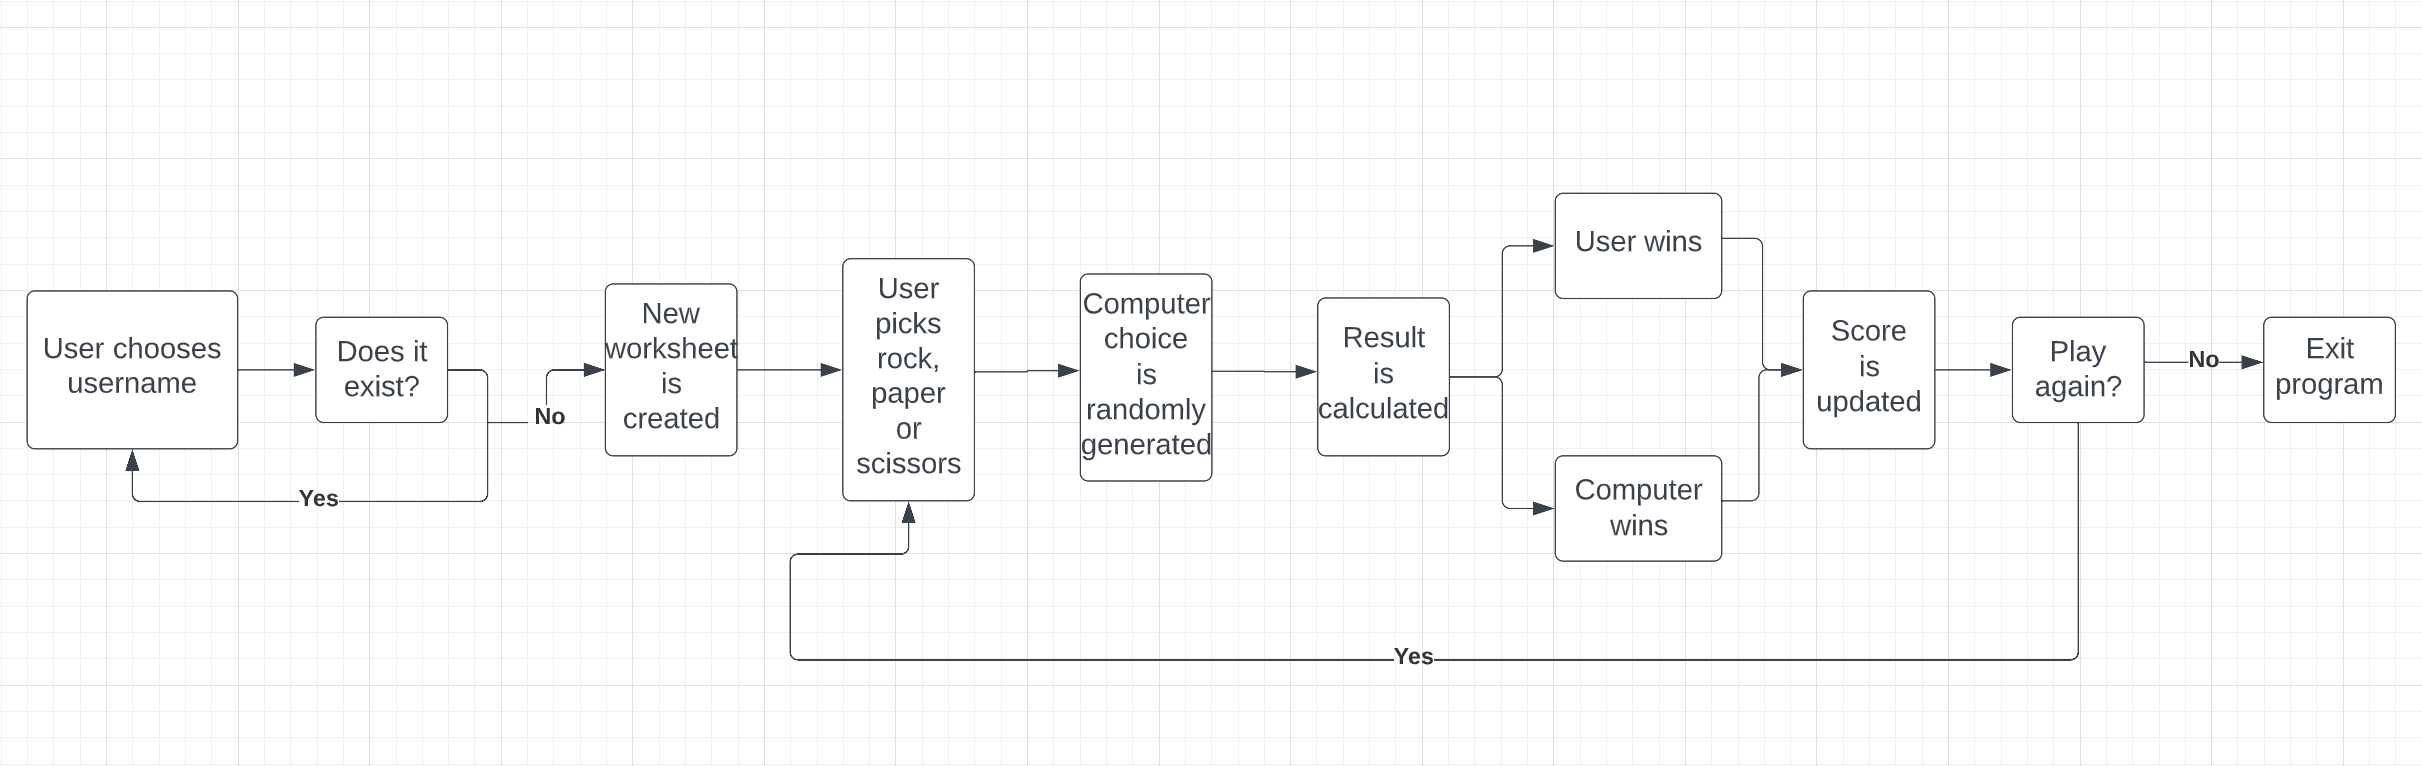 User chooses
username
Does it
exist?
Yes
No
New
worksheet
is
created
User
picks
rock,
paper
or
scissors
Computer
choice
is
randomly
generated
Result
is
calculated
User wins
Computer
wins
Score
is
updated
Play
again?
Yes
No
Exit
program